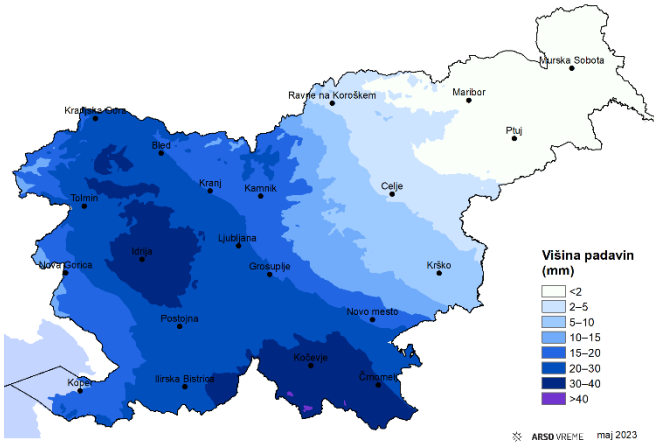 Murska Sobota
Ravne na Koroškem
Maribor
Kranjska Gora
Ptuj
Bled
Kranj
Kamnik
Celje
Tolmin
Ljubljana
Idrija
Nova Gorica
Grosuplje
Krško
Višina padavin
(mm)
<2
2–5
5–10
10–15
15–20
20–30
30–40
>40
Novo mesto
Postojna
Kočevje
Koper
Ilirska Bistrica
Črnomelj
ARSO VREME maj 2023